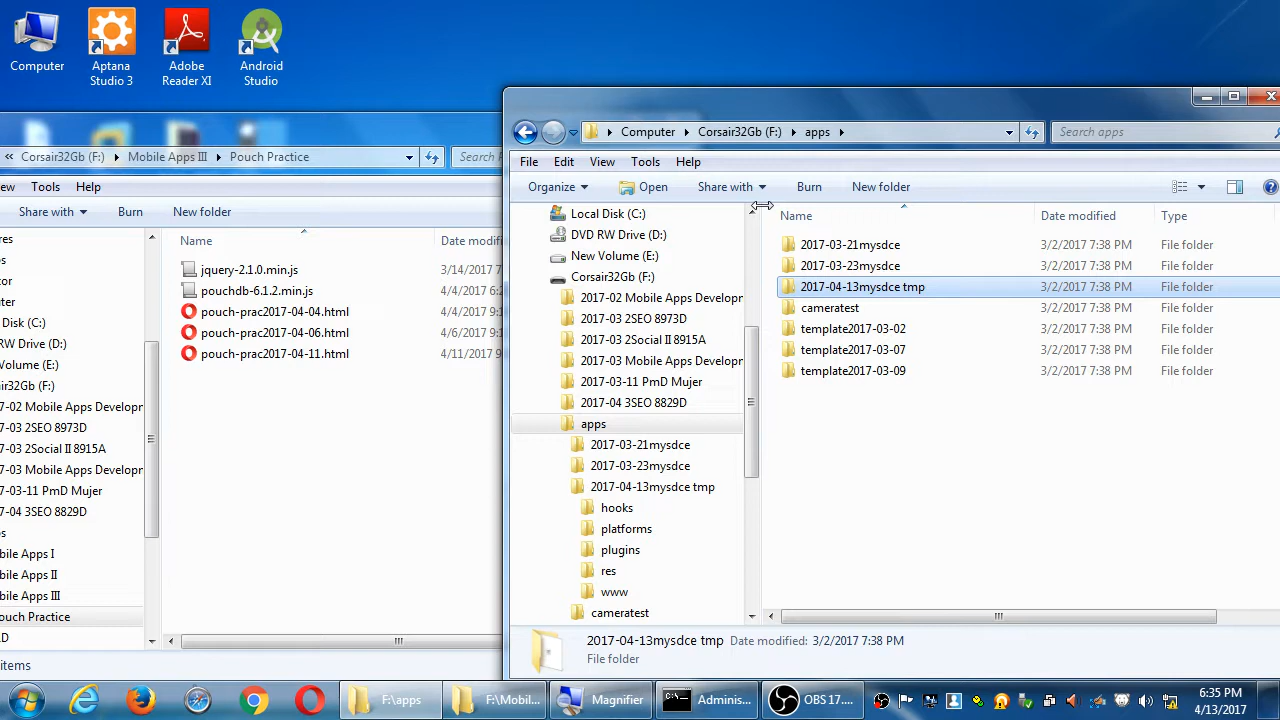 Computer
Aptana Studio 3
Adobe Reader XI
Android Studio
« Corsair32Gb (F:) Mobile Apps III Pouch Practice
Search P
ew Tools Help
Share with Burn New folder
Name Date modifi
jquery-2.1.0.min.js 3/14/2017 7
pouchdb-6.1.2.min.js 4/4/2017 6:2
pouch-prac2017-04-04.html 4/4/2017 9:1
pouch-prac2017-04-06.html 4/6/2017 9:1
pouch-prac2017-04-11.html 4/11/2017 9
res
s
tor
ter
Disk (C:)
RW Drive (D:)
Volume (E:)
air32Gb (F:)
7-02 Mobile Apps Developr
7-03 2SEO 8973D
7-03 2Social II 8915A
7-03 Mobile Apps Developr
7-03-11 PmD Mujer
7-04 3SEO 8829D
s
obile Apps I
obile Apps II
obile Apps III
ouch Practice
D
items
Computer Corsair32Gb (F:) apps
Search apps
File Edit View Tools Help
Organize Open Share with Burn New folder
Local Disk (C:)
DVD RW Drive (D:)
New Volume (E:)
Corsair32Gb (F:)
2017-02 Mobile Apps Developr
2017-03 2SEO 8973D
2017-03 2Social II 8915A
2017-03 Mobile Apps Developr
2017-03-11 PmD Mujer
2017-04 3SEO 8829D
apps
2017-03-21mysdce
2017-03-23mysdce
2017-04-13mysdce tmp
hooks
platforms
plugins
res
www
cameratest
Name Date modified Type
2017-03-21mysdce 3/2/2017 7:38 PM File folder
2017-03-23mysdce 3/2/2017 7:38 PM File folder
2017-04-13mysdce tmp 3/2/2017 7:38 PM File folder
cameratest 3/2/2017 7:38 PM File folder
template2017-03-02 3/2/2017 7:38 PM File folder
template2017-03-07 3/2/2017 7:38 PM File folder
template2017-03-09 3/2/2017 7:38 PM File folder
2017-04-13mysdce tmp Date modified: 3/2/2017 7:38 PM
File folder
F:\apps
F:\Mobil...
Magnifier
C:\
Adminis...
OBS 17....
6:35 PM
4/13/2017